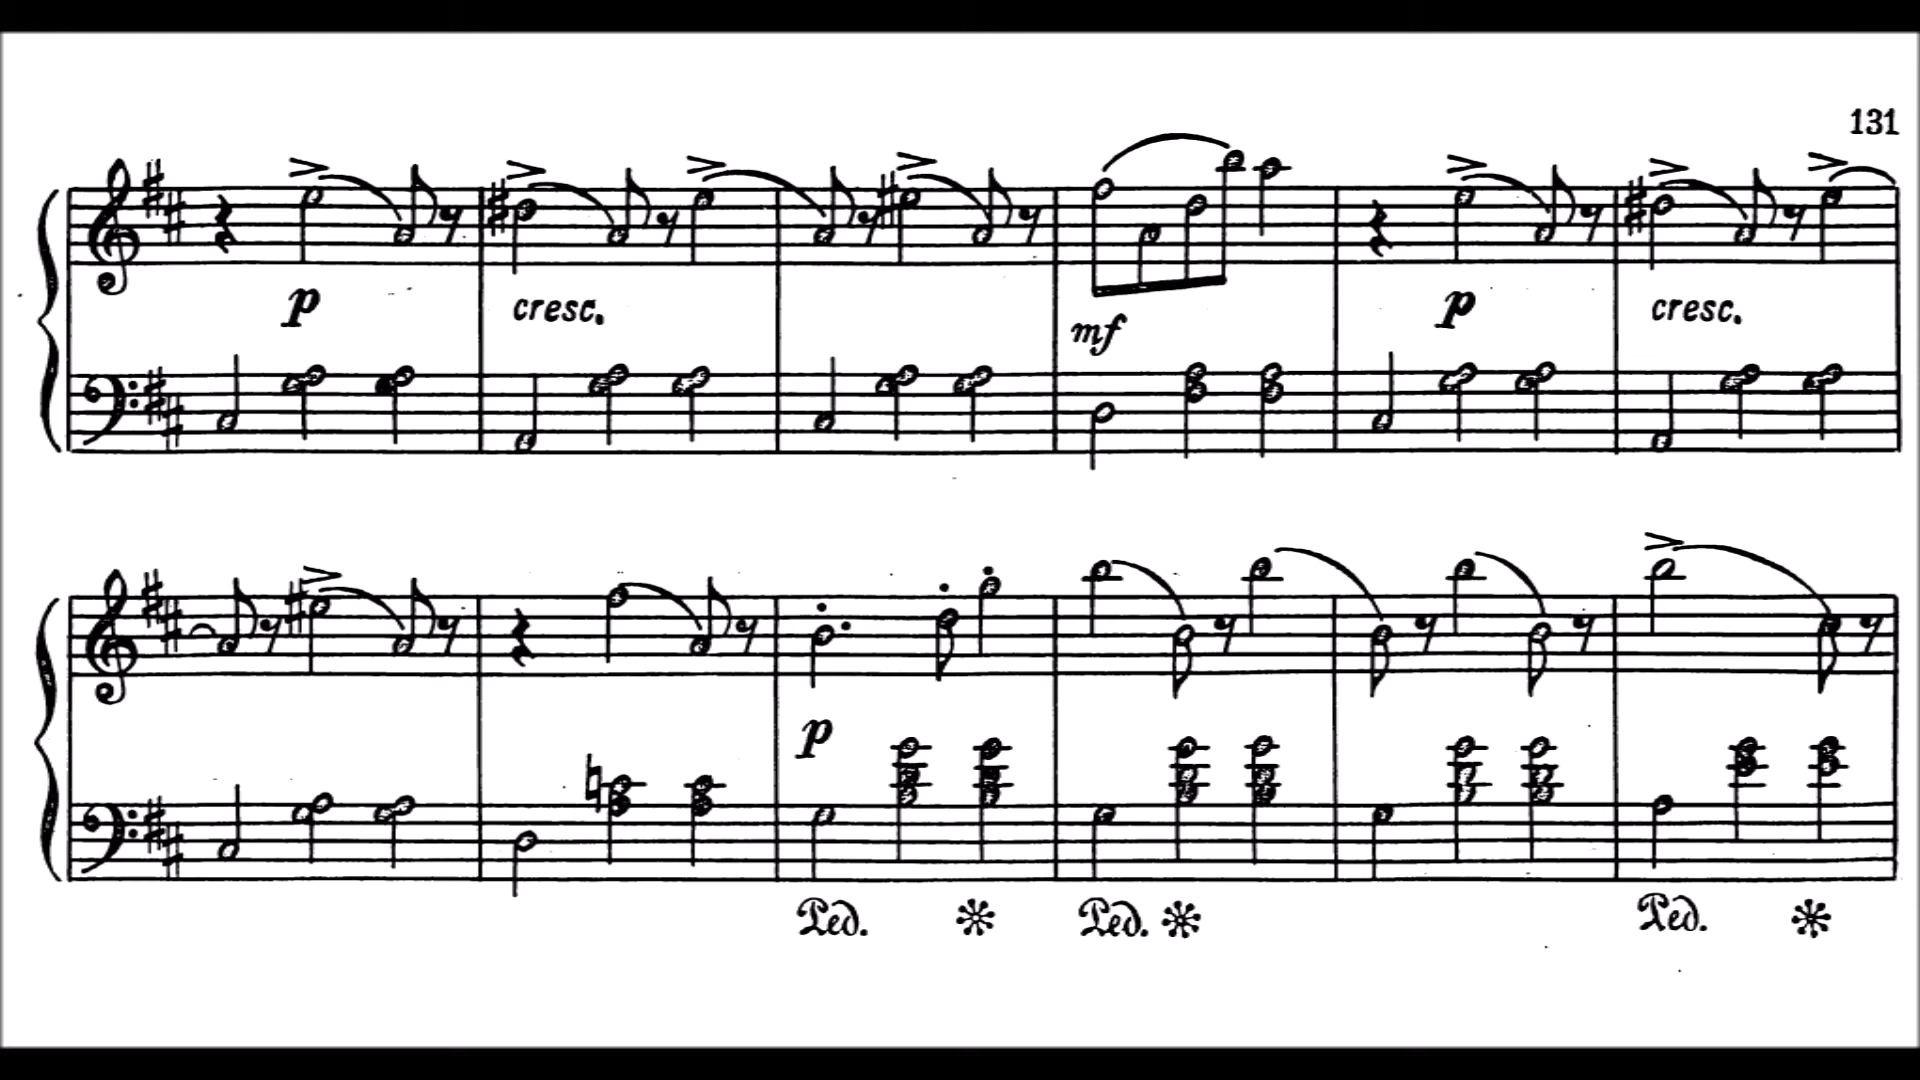 131
p cresc. mf p cresc.
p
Ped. * Ped. * Ped. *